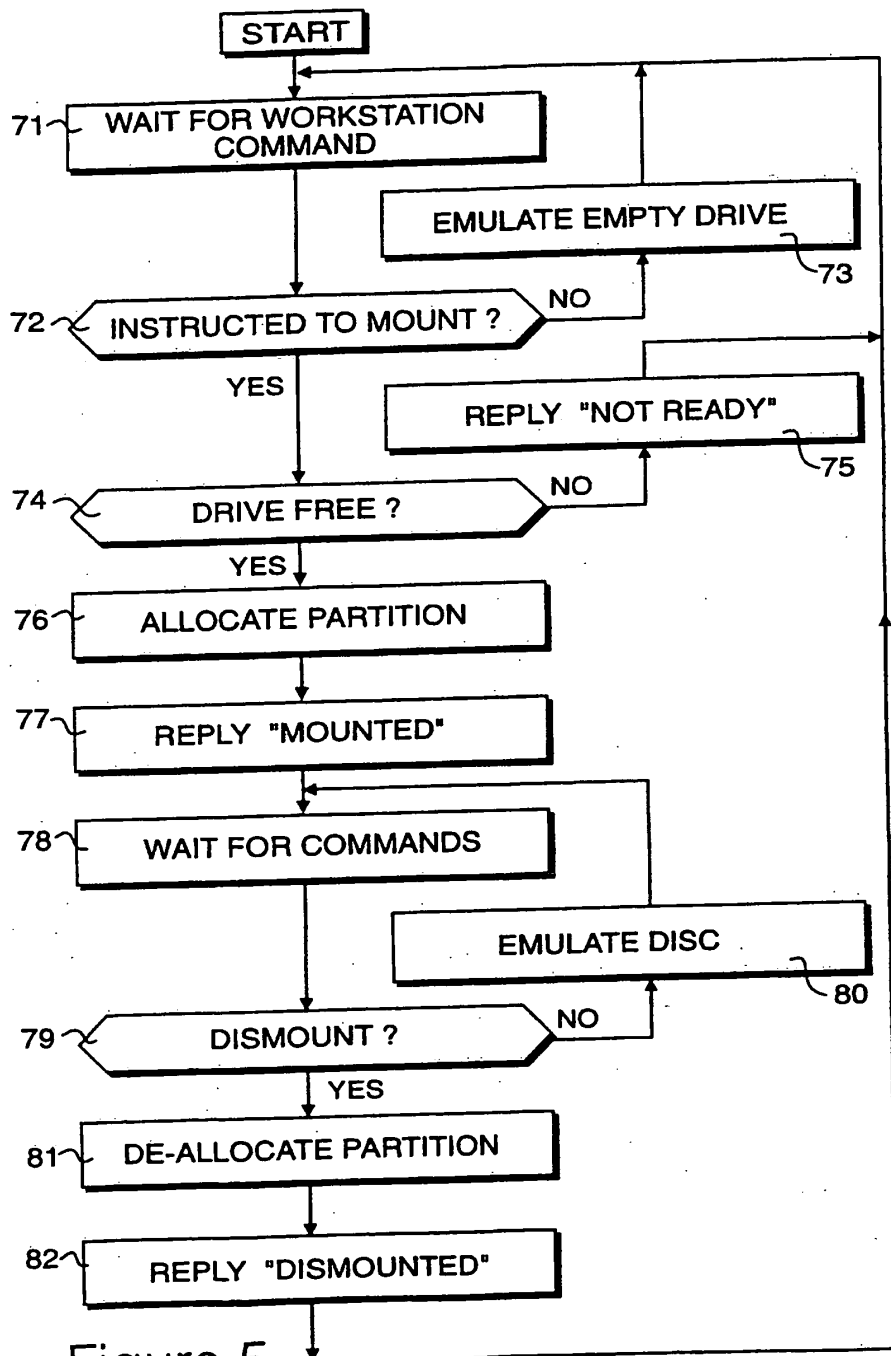 START
71
WAIT FOR WORKSTATION
COMMAND
EMULATE EMPTY DRIVE
73
72
INSTRUCTED TO MOUNT ?
NO
YES
REPLY "NOT READY"
75
74
DRIVE FREE ?
NO
YES
76
ALLOCATE PARTITION
77
REPLY "MOUNTED"
78
WAIT FOR COMMANDS
EMULATE DISC
80
79
DISMOUNT ?
NO
YES
81
DE-ALLOCATE PARTITION
82
REPLY "DISMOUNTED"
Figure 5